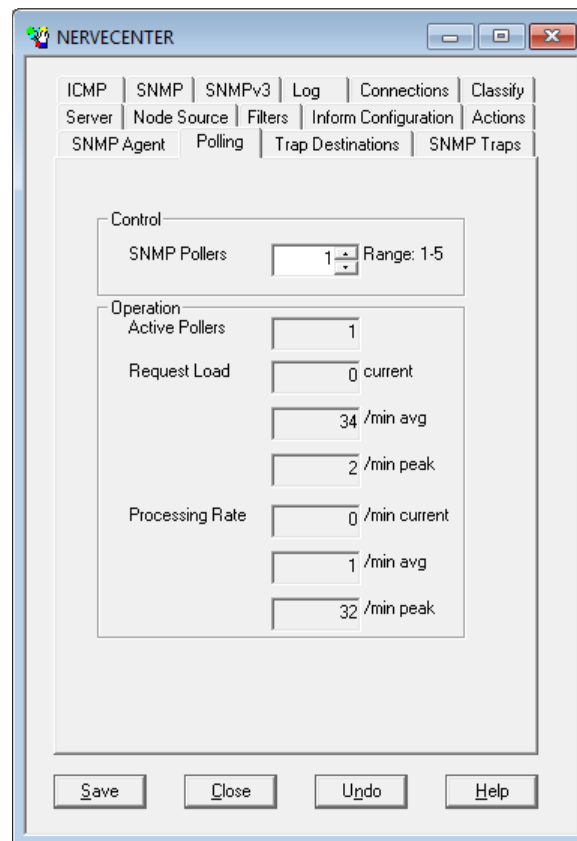 NERVECENTER
ICMP SNMP SNMPv3 Log Connections Classify
Server Node Source Filters Inform Configuration Actions
SNMP Agent Polling Trap Destinations SNMP Traps
Control
SNMP Pollers 1 Range: 1-5
Operation
Active Pollers 1
Request Load 0 current
34 /min avg
2 /min peak
Processing Rate 0 /min current
1 /min avg
32 /min peak
Save Close Undo Help